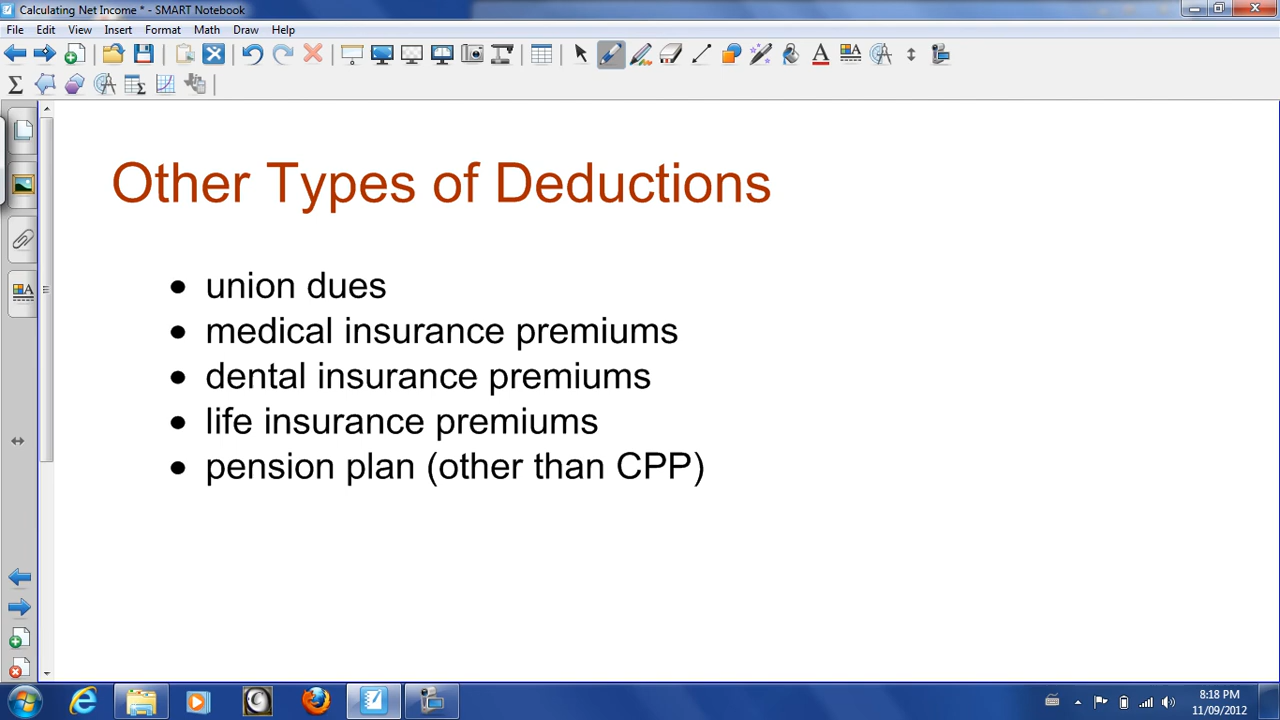 Calculating Net Income * - SMART Notebook
File Edit View Insert Format Math Help
Other Types of Deductions
• union dues
• medical insurance premiums
• dental insurance premiums
• life insurance premiums
• pension plan (other than CPP)
8:18 PM
11/09/2012